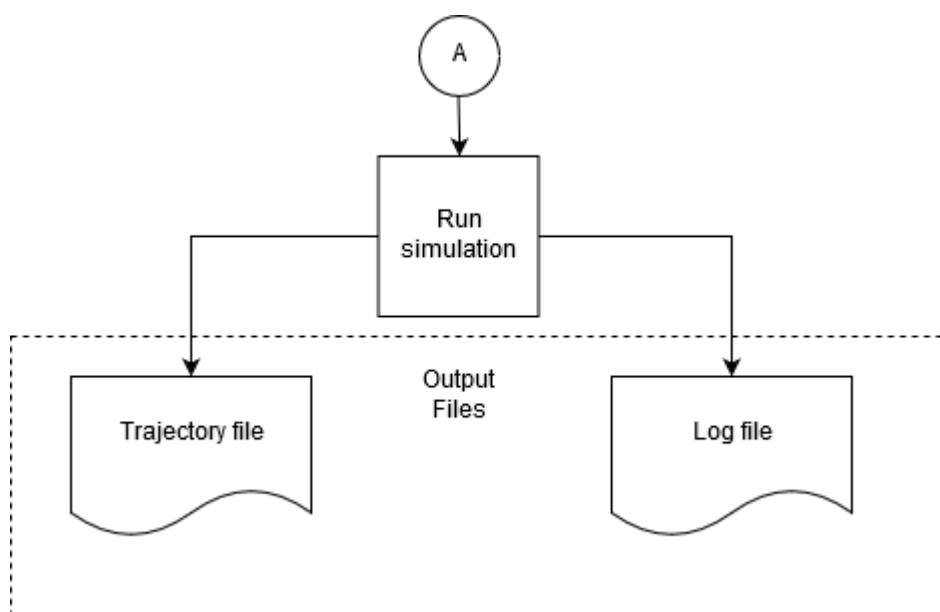 A
Run
simulation
Output
Files
Trajectory file
Log file